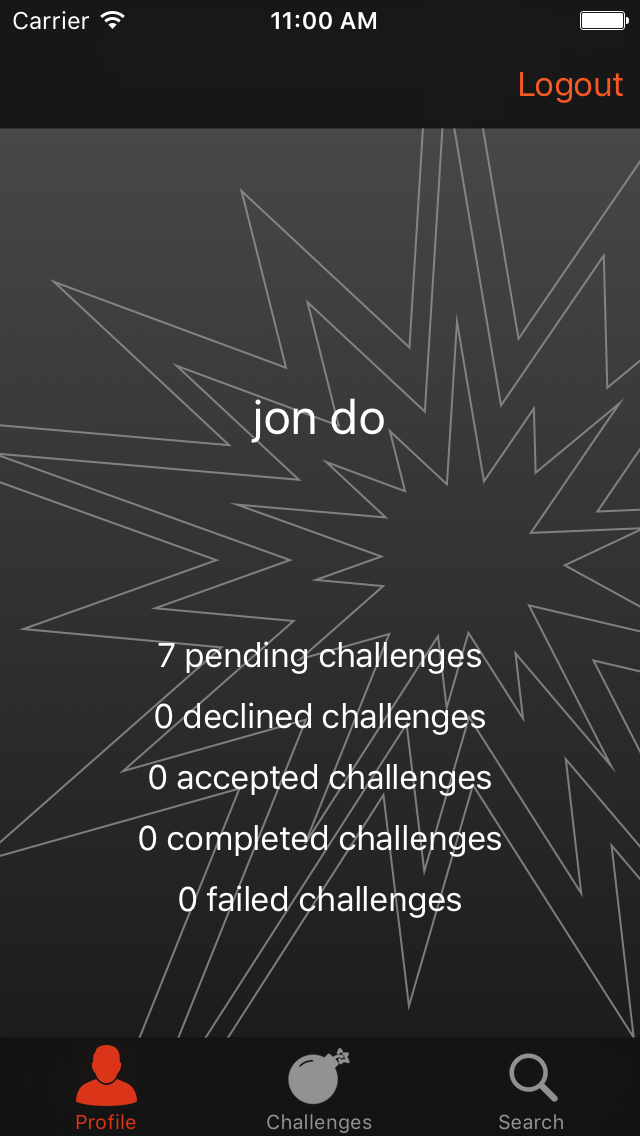 Carrier 11:00 AM
Logout
jon do
7 pending challenges
0 declined challenges
0 accepted challenges
0 completed challenges
0 failed challenges
Profile Challenges Search